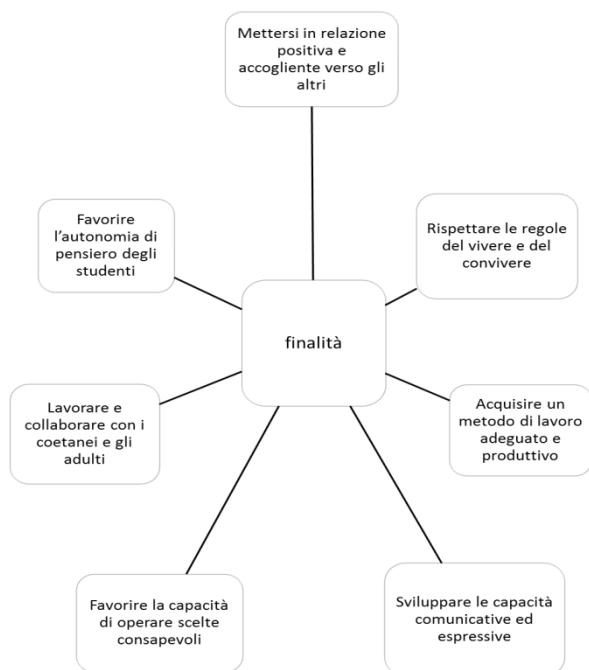 Mettersi in relazione
positiva e
accogliente verso gli
altri
Favorire
l'autonomia di
pensiero degli
studenti
Rispettare le regole
del vivere e del
convivere
finalità
Lavorare e
collaborare con i
coetanei e gli
adulti
Acquisire un
metodo di lavoro
adeguato e
produttivo
Favorire la capacità
di operare scelte
consapevoli
Sviluppare le capacità
comunicative ed
espressive